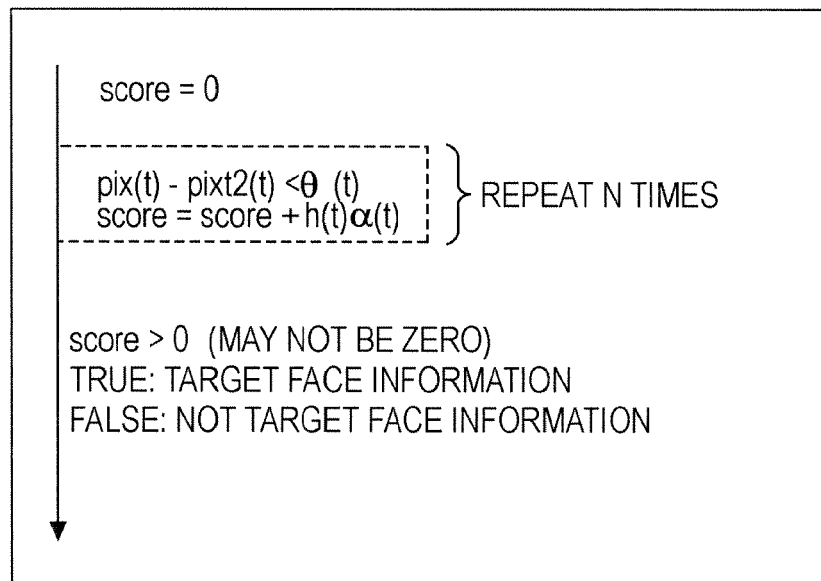 score = 0
pix(t) - pixt2(t) <θ (t)
score = score + h(t)α(t)
REPEAT N TIMES
score > 0 (MAY NOT BE ZERO)
TRUE: TARGET FACE INFORMATION
FALSE: NOT TARGET FACE INFORMATION